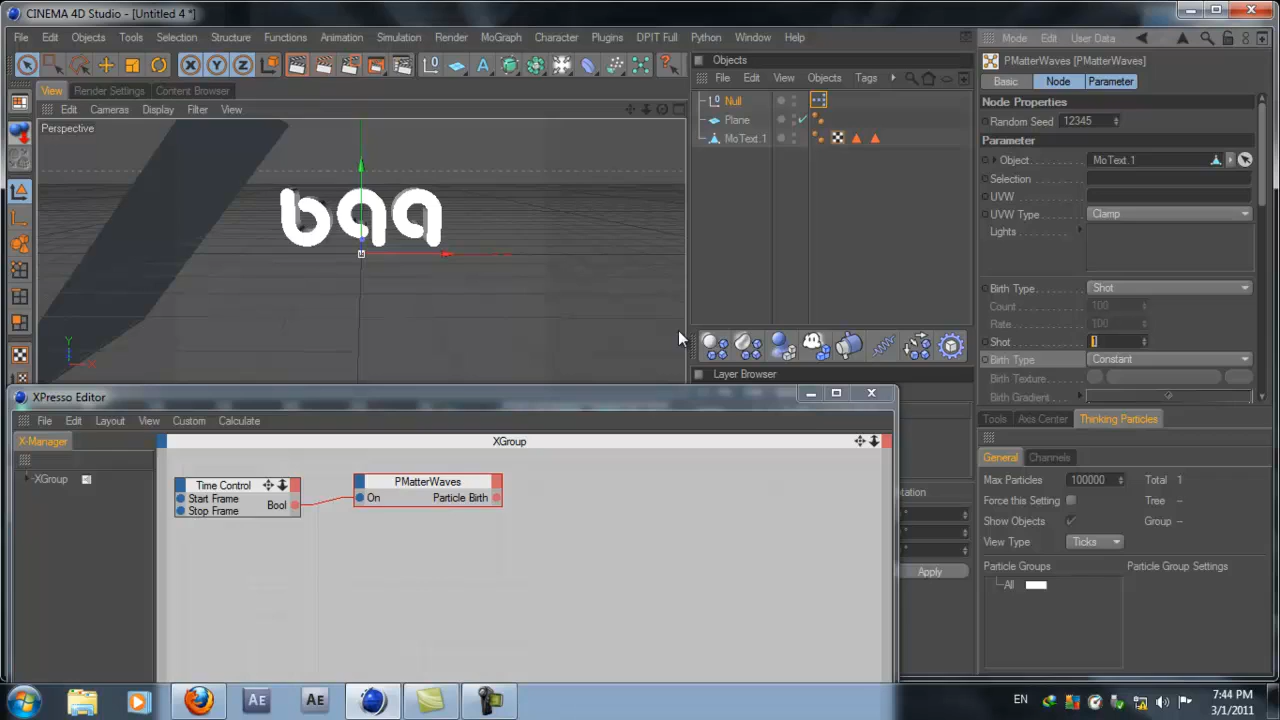 CINEMA 4D Studio - [Untitled 4 *]
File Edit Objects Tools Selection Structure Functions Animation Simulation Render MoGraph Character Plugins DPIT Full Python Window Help
View Render Settings Content Browser
Edit Cameras Display Filter View
Perspective
baa
Y
X
Objects
File Edit View Objects Tags
Null
Plane
MoText.1
Layer Browser
otation
Apply
Mode Edit User Data
PMatterWaves [PMatterWaves]
Basic Node Parameter
Node Properties
Random Seed 12345
Parameter
Object MoText.1
Selection
UVW
UVW Type Clamp
Lights
Birth Type Shot
Count 100
Rate 100
Shot 1
Birth Type Constant
Birth Texture
Birth Gradient
Tools Axis Center Thinking Particles
General Channels
Max Particles 100000 Total 1
Force this Setting Tree --
Show Objects Group --
View Type Ticks
Particle Groups Particle Group Settings
All
XPresso Editor
File Edit Layout View Custom Calculate
X-Manager
XGroup
XGroup
Time Control
Start Frame
Stop Frame
Bool
PMatterWaves
On Particle Birth
Ae Ae
EN
7:44 PM
3/1/2011